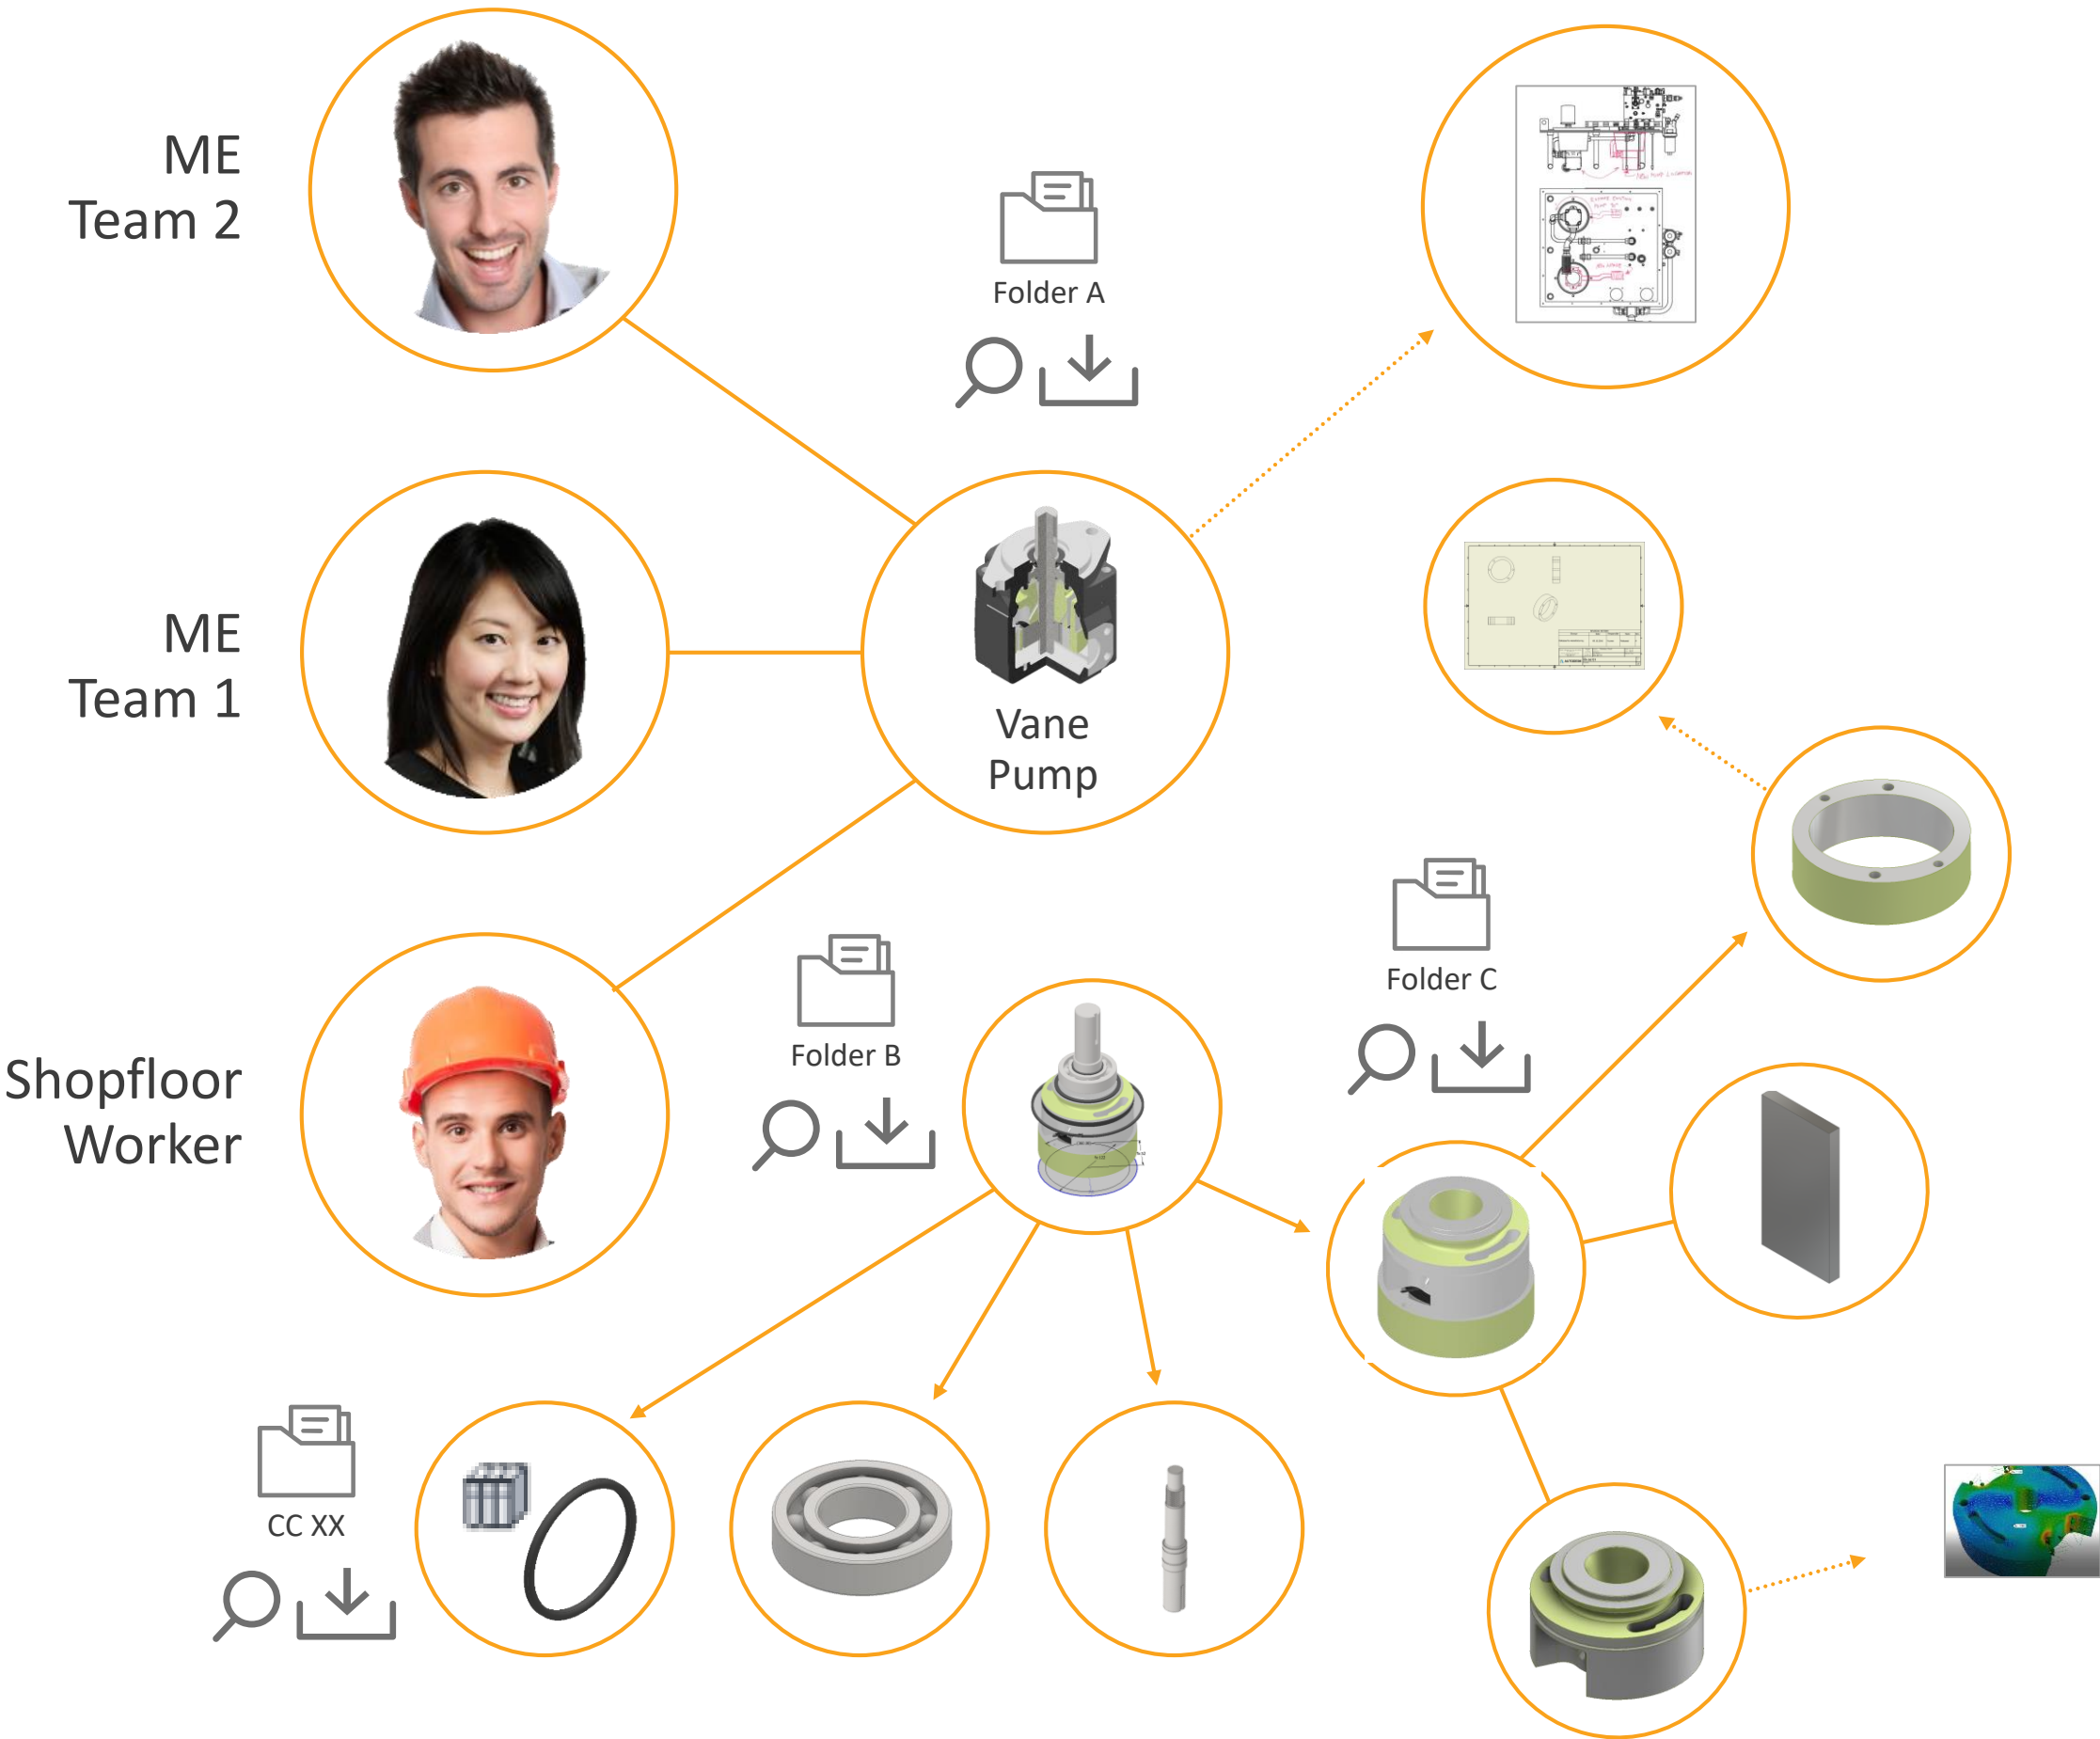 ME
Team 2
Folder A
ME
Team 1
Vane
Pump
Folder C
Folder B
Shopfloor
Worker
CC XX